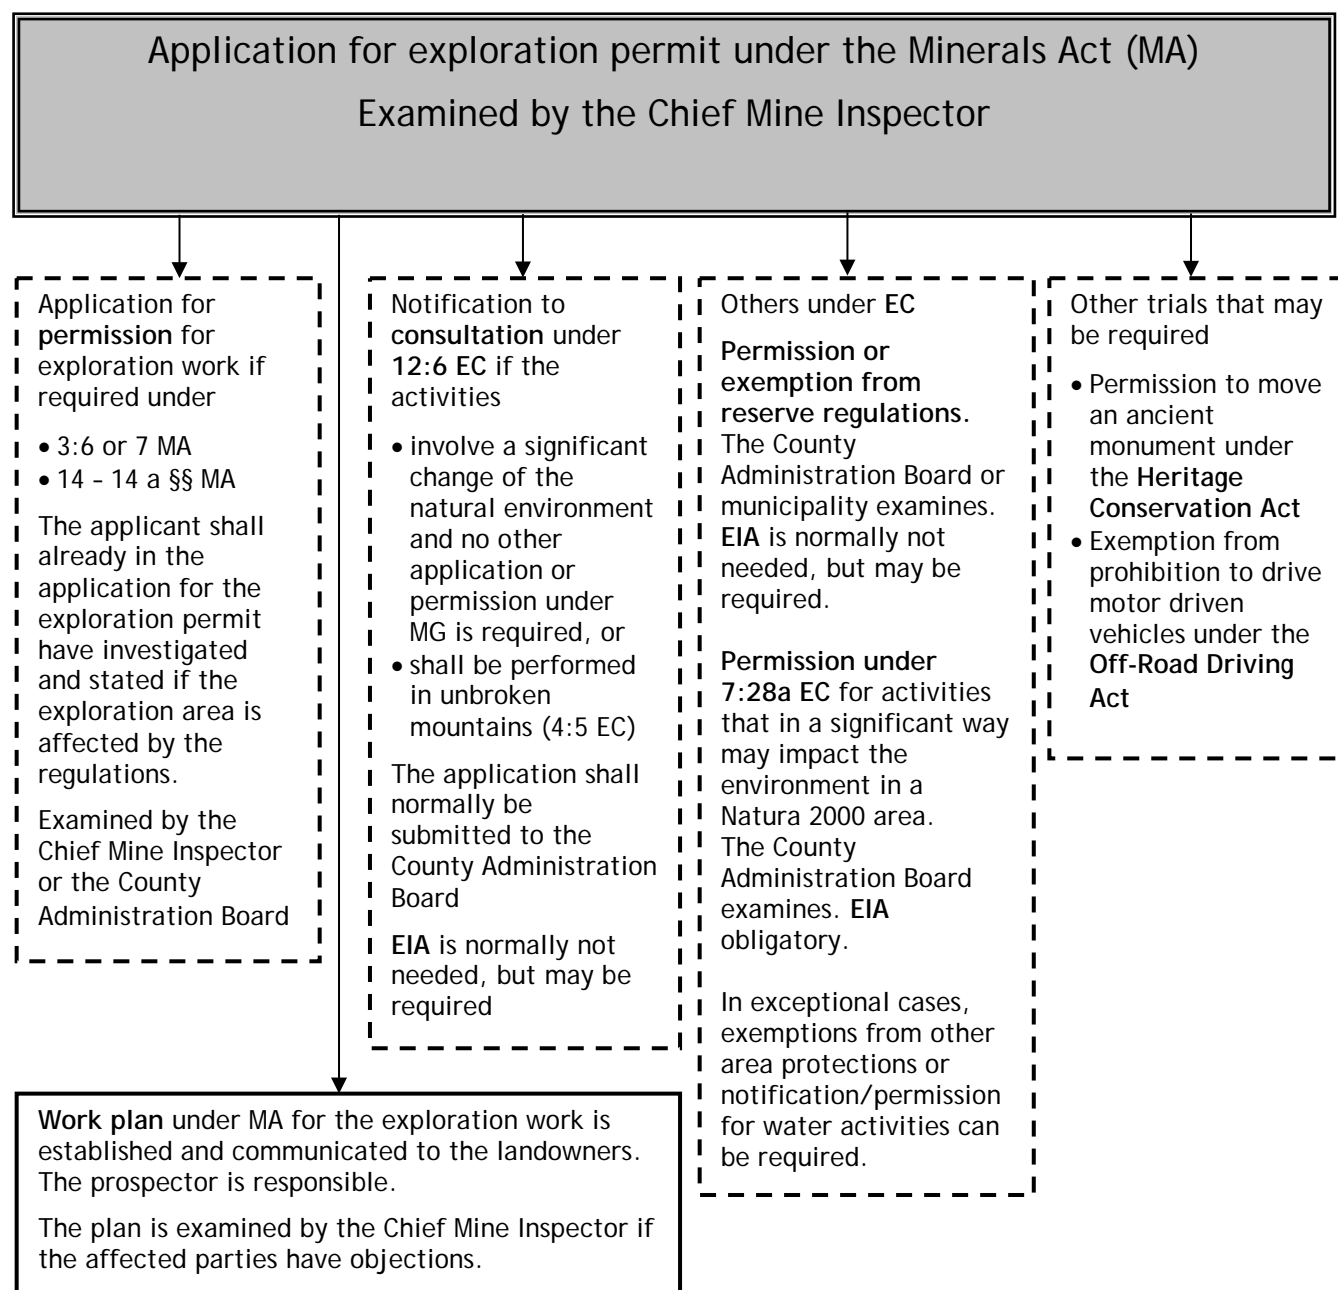 Application for exploration permit under the Minerals Act (MA)
Examined by the Chief Mine Inspector
Application for
permission for
exploration work if
required under
• 3:6 or 7 MA
• 14 – 14 a §§ MA
The applicant shall
already in the
application for the
exploration permit
have investigated
and stated if the
exploration area is
affected by the
regulations.
Examined by the
Chief Mine Inspector
or the County
Administration Board
Notification to
consultation under
12:6 EC if the
activities
• involve a significant
change of the
natural environment
and no other
application or
permission under
MG is required, or
• shall be performed
in unbroken
mountains (4:5 EC)
The application shall
normally be
submitted to the
County Administration
Board
EIA is normally not
needed, but may be
required
Others under EC
Permission or
exemption from
reserve regulations.
The County
Administration Board or
municipality examines.
EIA is normally not
needed, but may be
required.
Permission under
7:28a EC for activities
that in a significant way
may impact the
environment in a
Natura 2000 area.
The County
Administration Board
examines. EIA
obligatory.
In exceptional cases,
exemptions from other
area protections or
notification/permission
for water activities can
be required.
Other trials that may
be required
• Permission to move
an ancient
monument under
the Heritage
Conservation Act
• Exemption from
prohibition to drive
motor driven
vehicles under the
Off-Road Driving
Act
Work plan under MA for the exploration work is
established and communicated to the landowners.
The prospector is responsible.
The plan is examined by the Chief Mine Inspector if
the affected parties have objections.